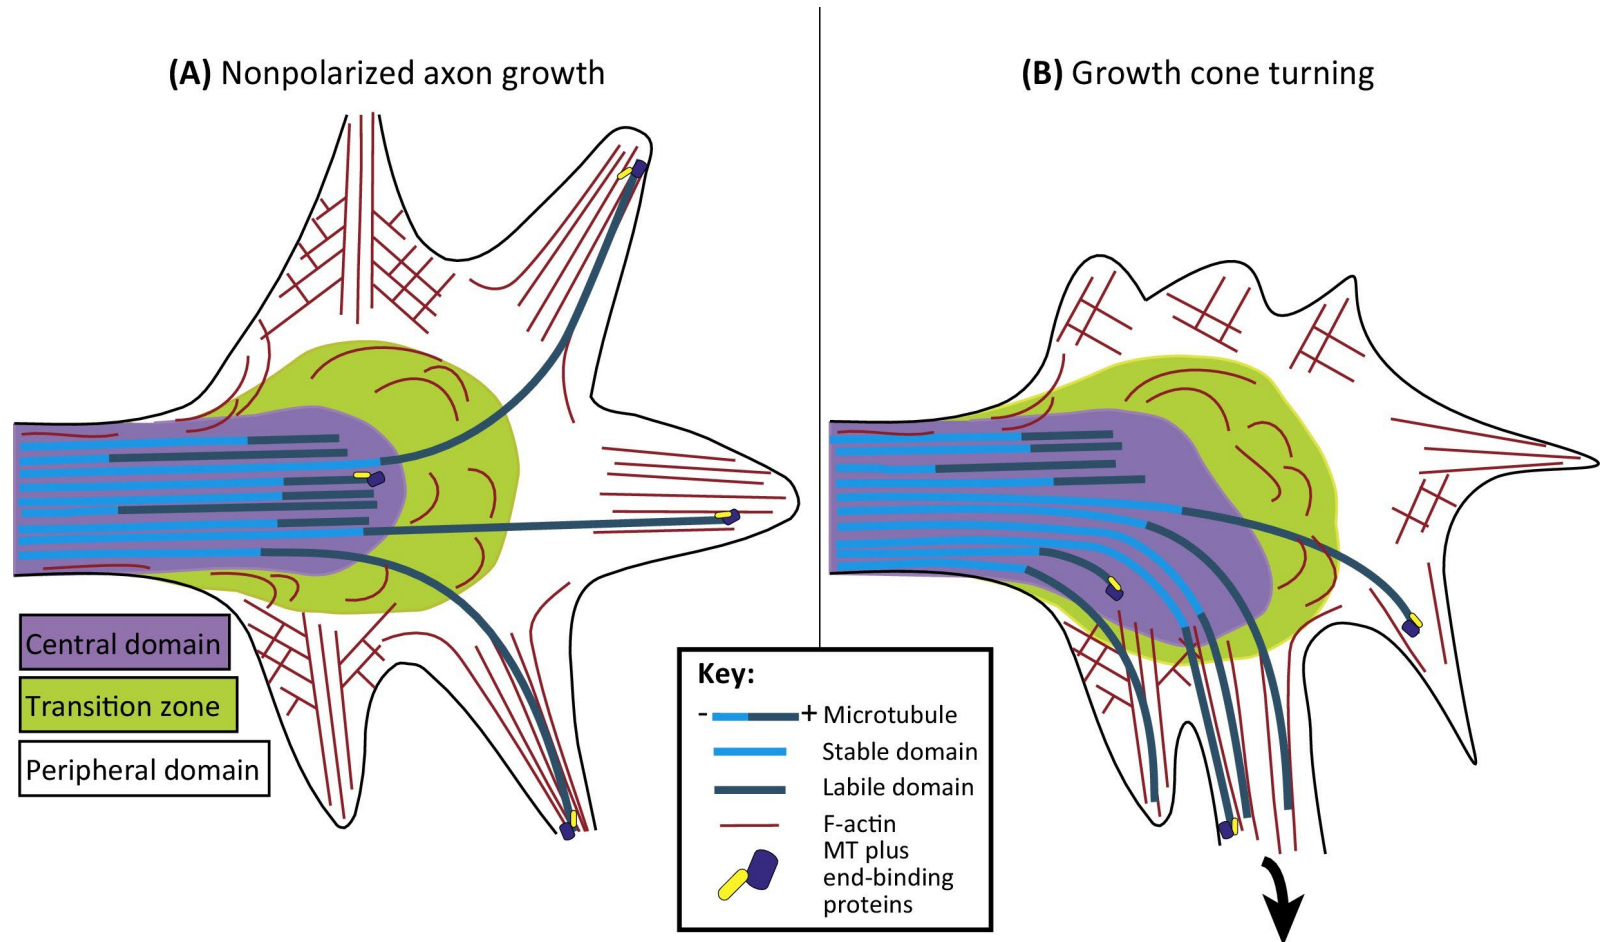 (A) Nonpolarized axon growth
(B) Growth cone turning
Central domain
Transition zone
Peripheral domain
Key:
- + Microtubule
Stable domain
Labile domain
F-actin
MT plus
end-binding
proteins